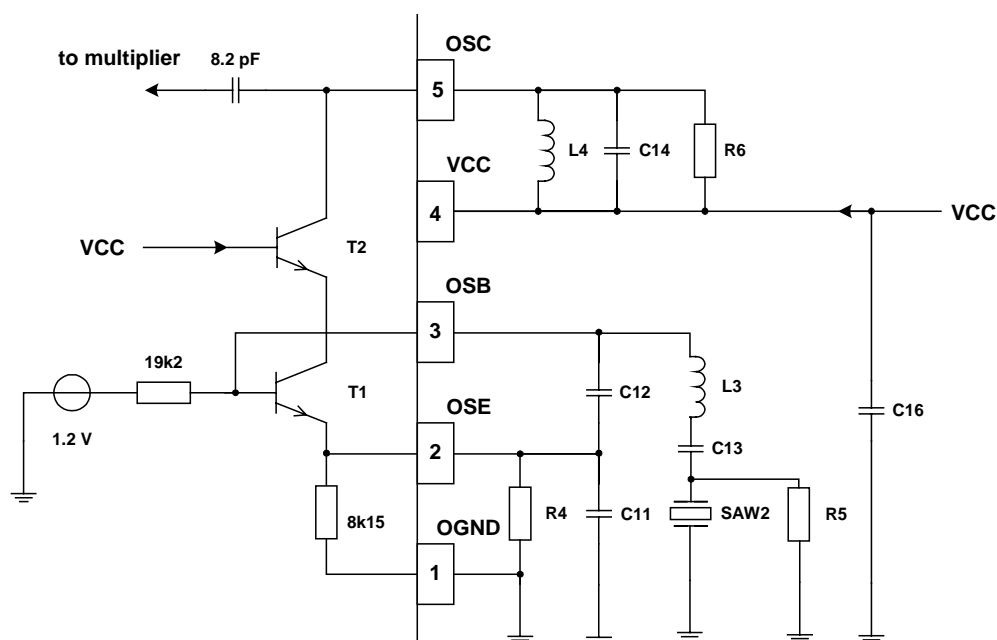 OSC
to multiplier
8.2 pF
5
L4
C14
R6
VCC
4
VCC
VCC
T2
OSB
3
19k2
T1
L3
C12
1.2 V
OSE
C16
2
C13
8k15
R4
C11
SAW2
R5
OGND
1